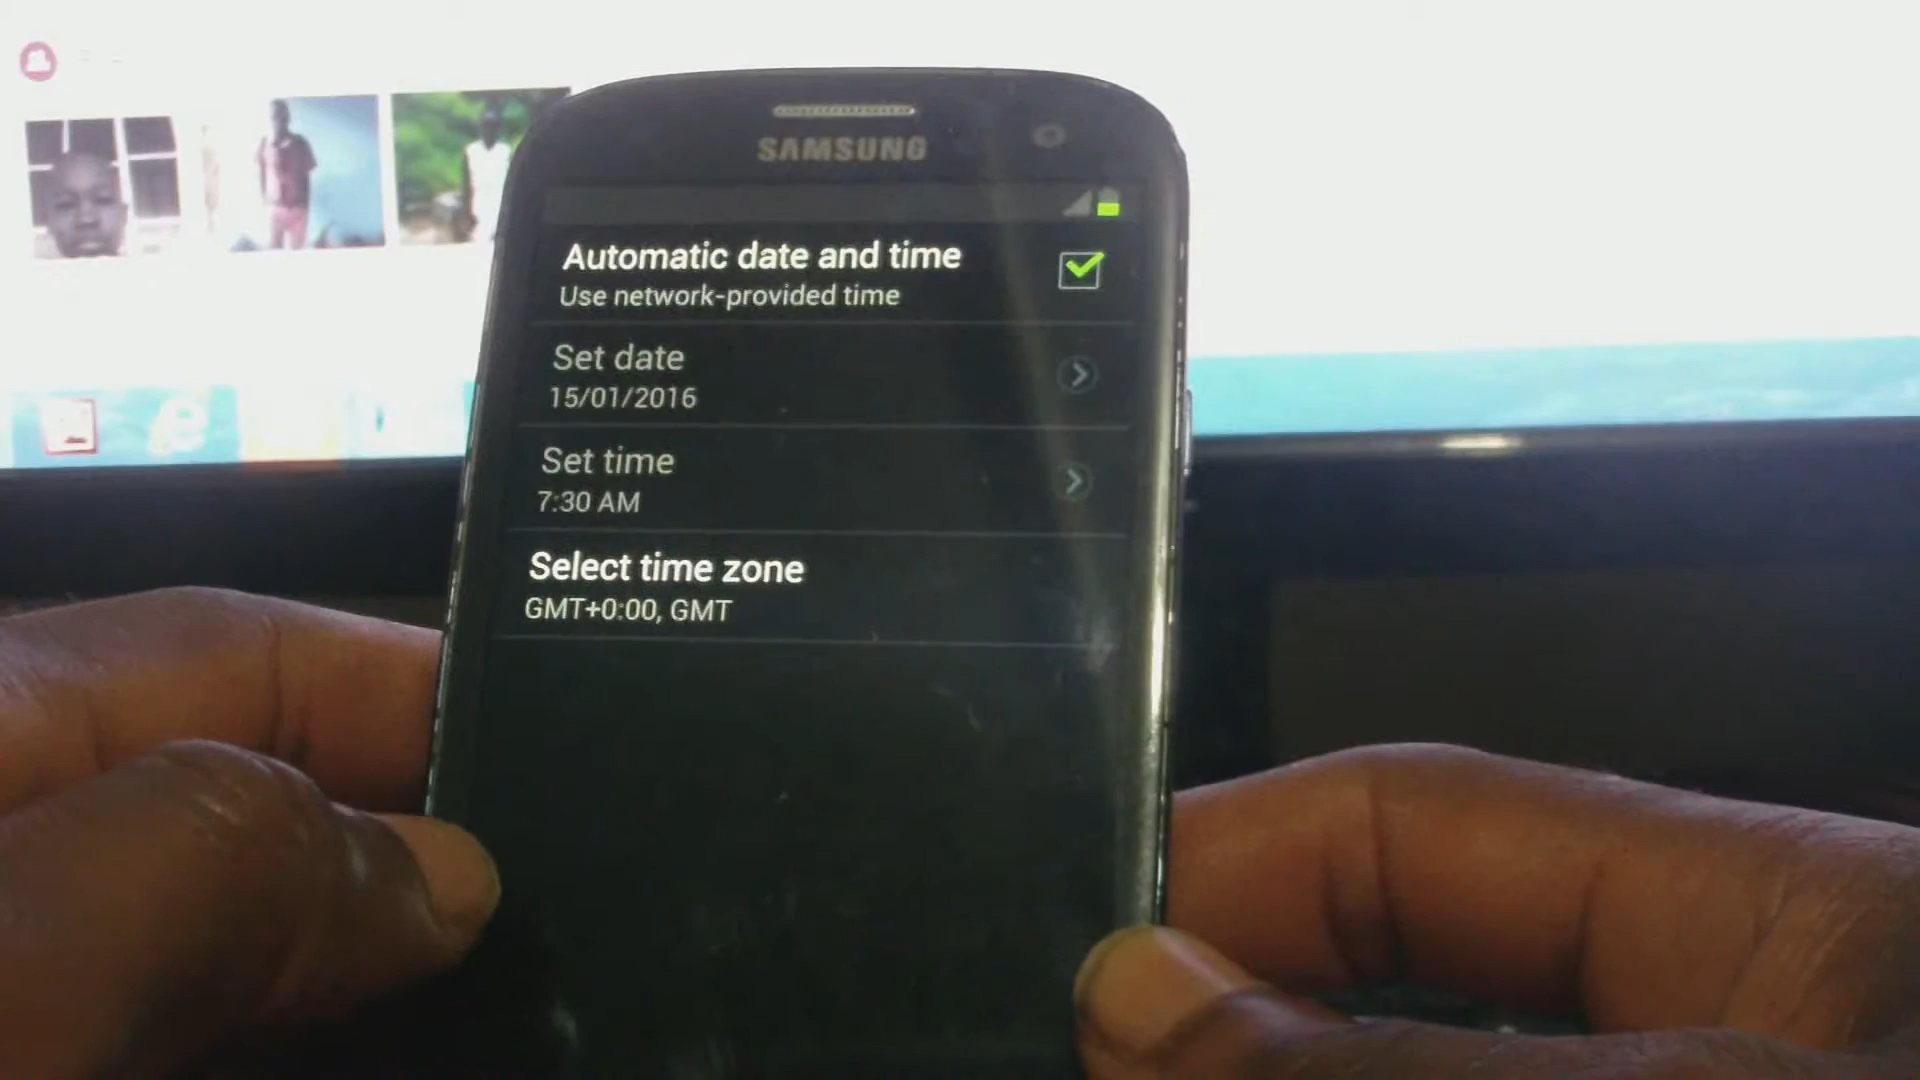 SAMSUNG
Automatic date and time
Use network-provided time
Set date
15/01/2016
Set time
7:30 AM
Select time zone
GMT+0:00, GMT